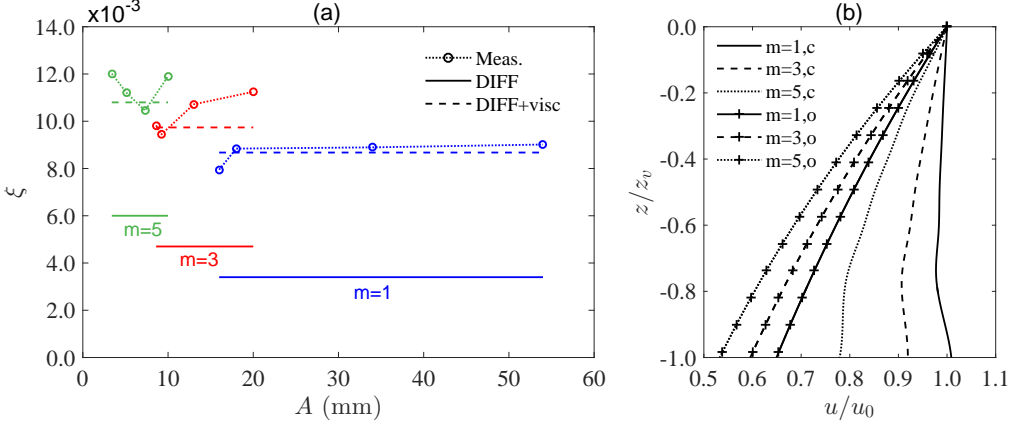 ×10⁻³
(a)
14.0
12.0
10.0
8.0
6.0
4.0
2.0
0.0
ξ
Meas.
DIFF
DIFF+visc
m=5
m=3
m=1
0
10
20
30
40
50
60
A (mm)
(b)
0.0
-0.2
-0.4
-0.6
-0.8
-1.0
z/z_v
m=1,c
m=3,c
m=5,c
m=1,o
m=3,o
m=5,o
0.5
0.6
0.7
0.8
0.9
1.0
1.1
u/u₀